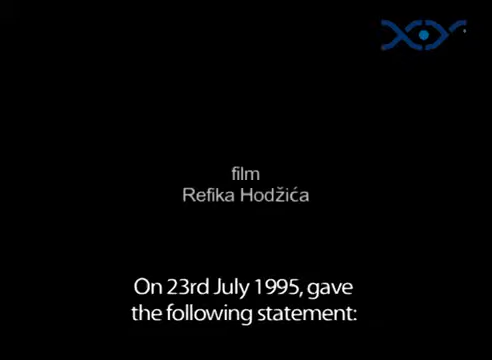 film
Refika Hodžića
On 23rd July 1995, gave
the following statement: